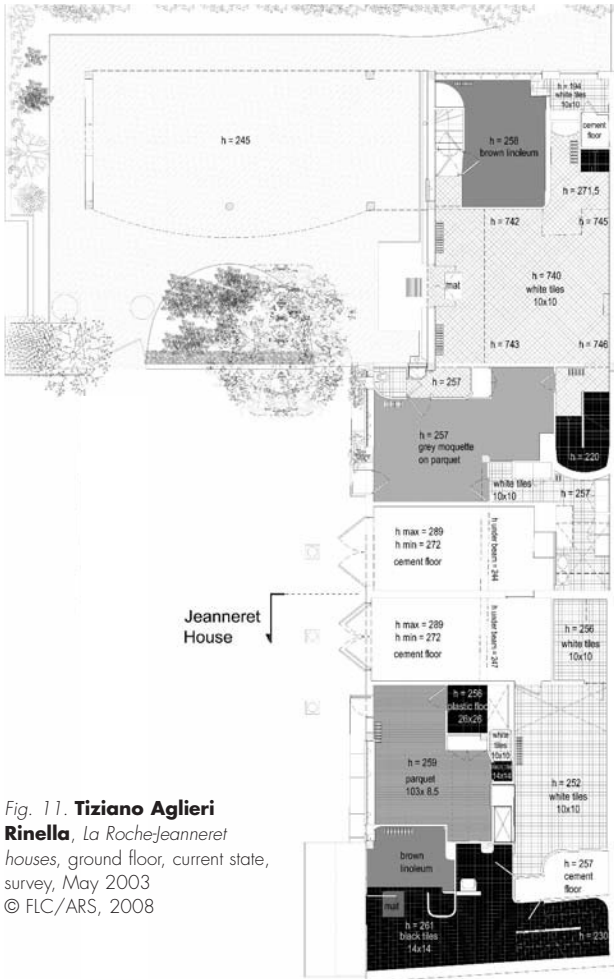 h = 194
white tiles
10x10
cement
floor
h = 245
h = 258
brown linoleum
h = 271,5
h = 742
h = 745
mat
h = 740
white tiles
10x10
h = 743
h = 746
h = 257
h = 257
grey moquette
on parquet
h = 220
white tiles
10x10
h = 257
h max = 289
h min = 272
cement floor
h under beam = 244
Jeanneret
House
h max = 289
h min = 272
cement floor
h under beam = 247
h = 256
white tiles
10x10
h = 256
plastic floo
26x26
white
tiles
10x10
14x14
h = 259
parquet
103x 8,5
h = 252
white tiles
10x10
brown
linoleum
h = 257
cement
floor
mat
h = 261
black tiles
14x14
h = 230
Fig. 11. Tiziano Aglieri
Rinella, La Roche-Jeanneret
houses, ground floor, current state,
survey, May 2003
© FLC/ARS, 2008